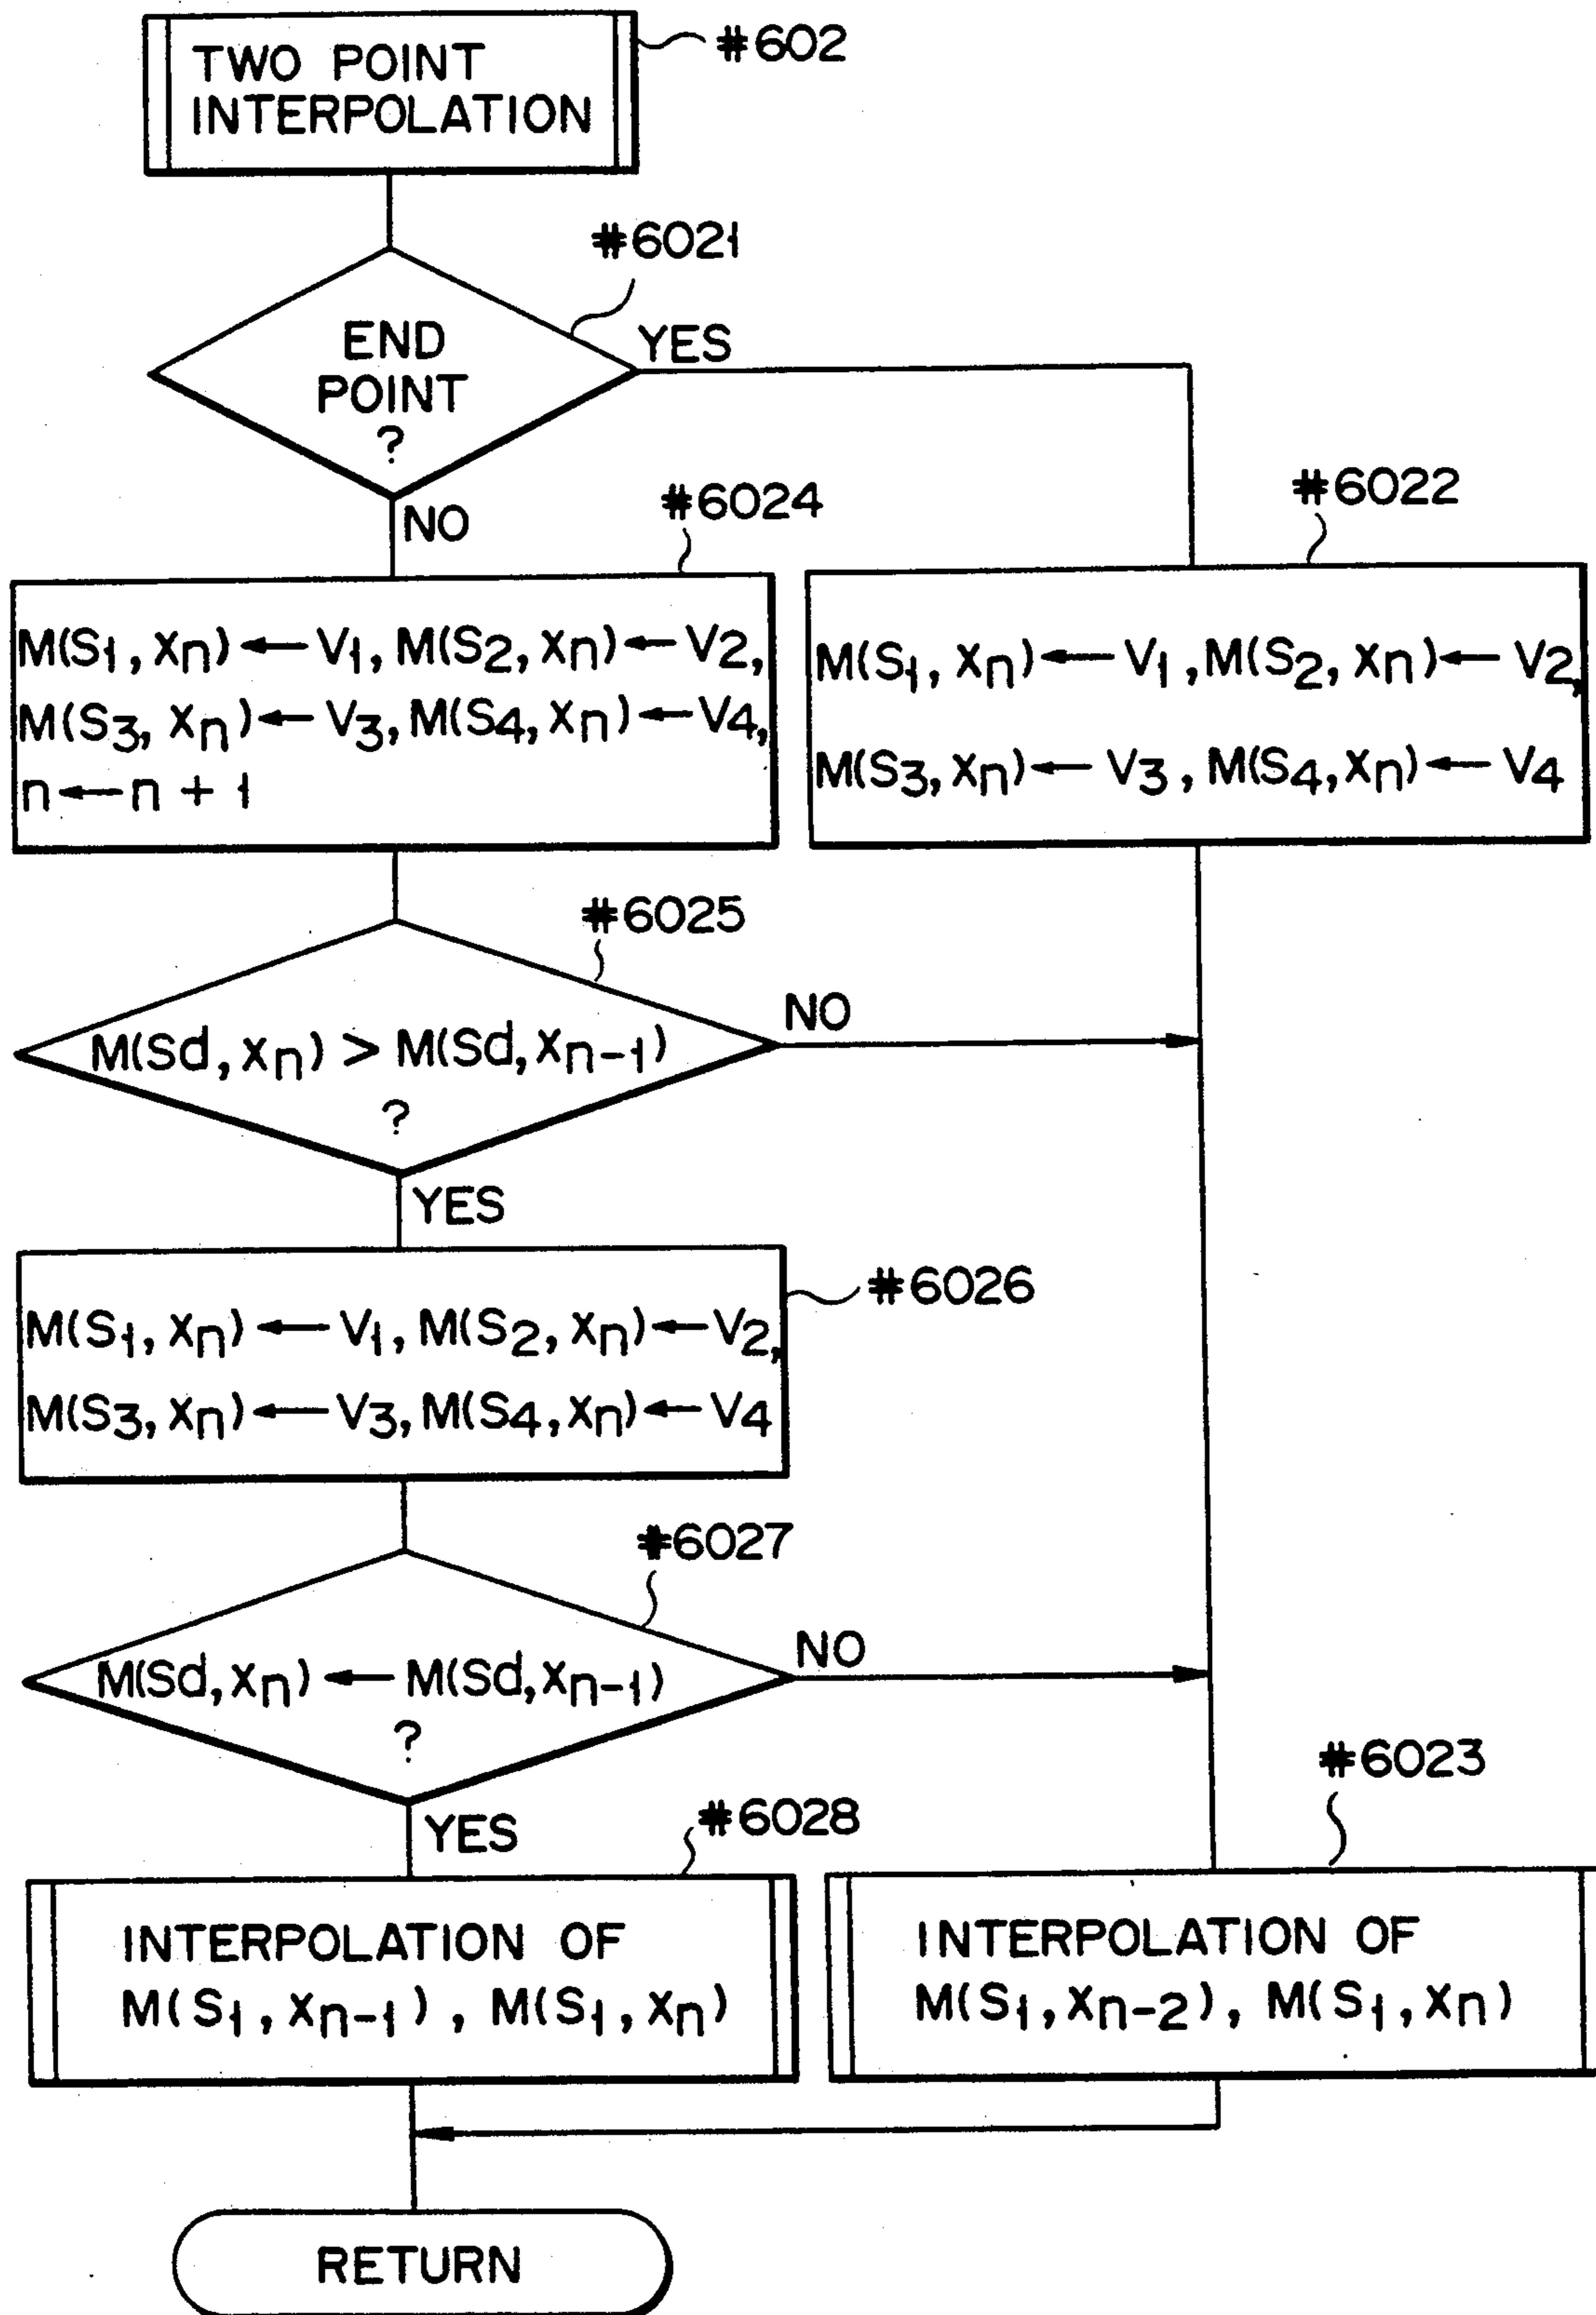 TWO POINT
INTERPOLATION
#602
#6021
END
POINT
?
YES
NO
#6024
M(S1, Xn) ← V1, M(S2, Xn) ← V2,
M(S3, Xn) ← V3, M(S4, Xn) ← V4,
n ← n + 1
#6022
M(S1, Xn) ← V1, M(S2, Xn) ← V2,
M(S3, Xn) ← V3, M(S4, Xn) ← V4
#6025
M(Sd, Xn) > M(Sd, Xn-1)
?
NO
YES
#6026
M(S1, Xn) ← V1, M(S2, Xn) ← V2,
M(S3, Xn) ← V3, M(S4, Xn) ← V4
#6027
M(Sd, Xn) ← M(Sd, Xn-1)
?
NO
YES
#6028
INTERPOLATION OF
M(S1, Xn-1), M(S1, Xn)
#6023
INTERPOLATION OF
M(S1, Xn-2), M(S1, Xn)
RETURN